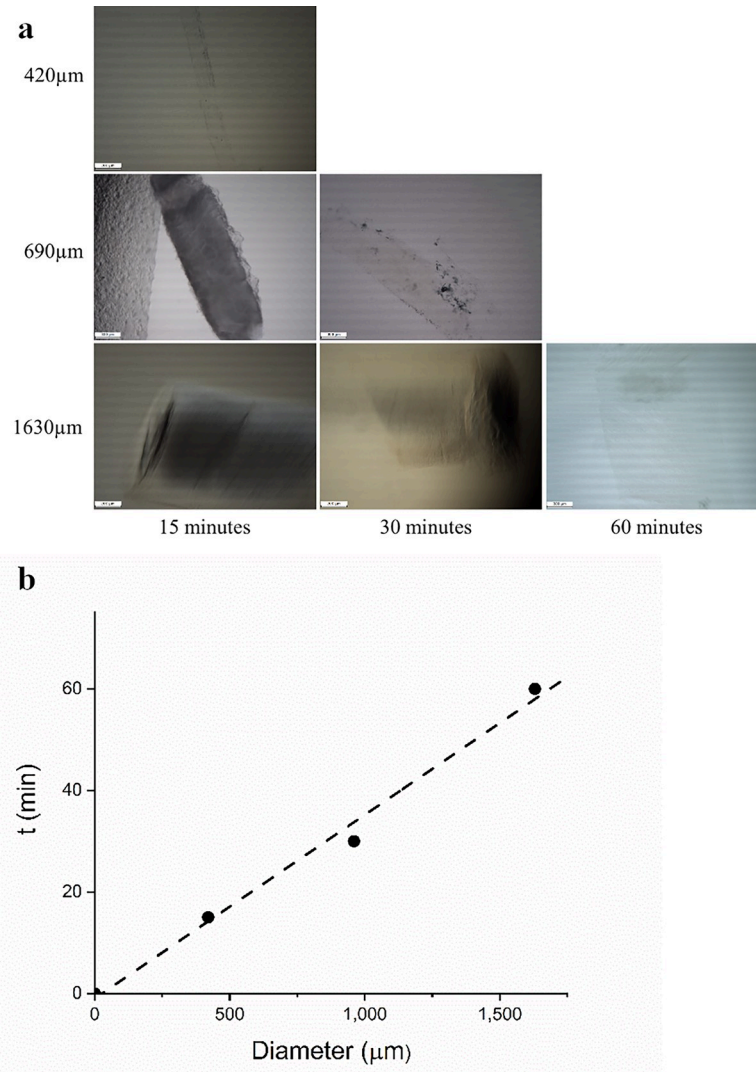 a
420µm
690µm
1630µm
15 minutes
30 minutes
60 minutes
b
60
40
20
0
t (min)
0
500
1,000
1,500
Diameter (µm)